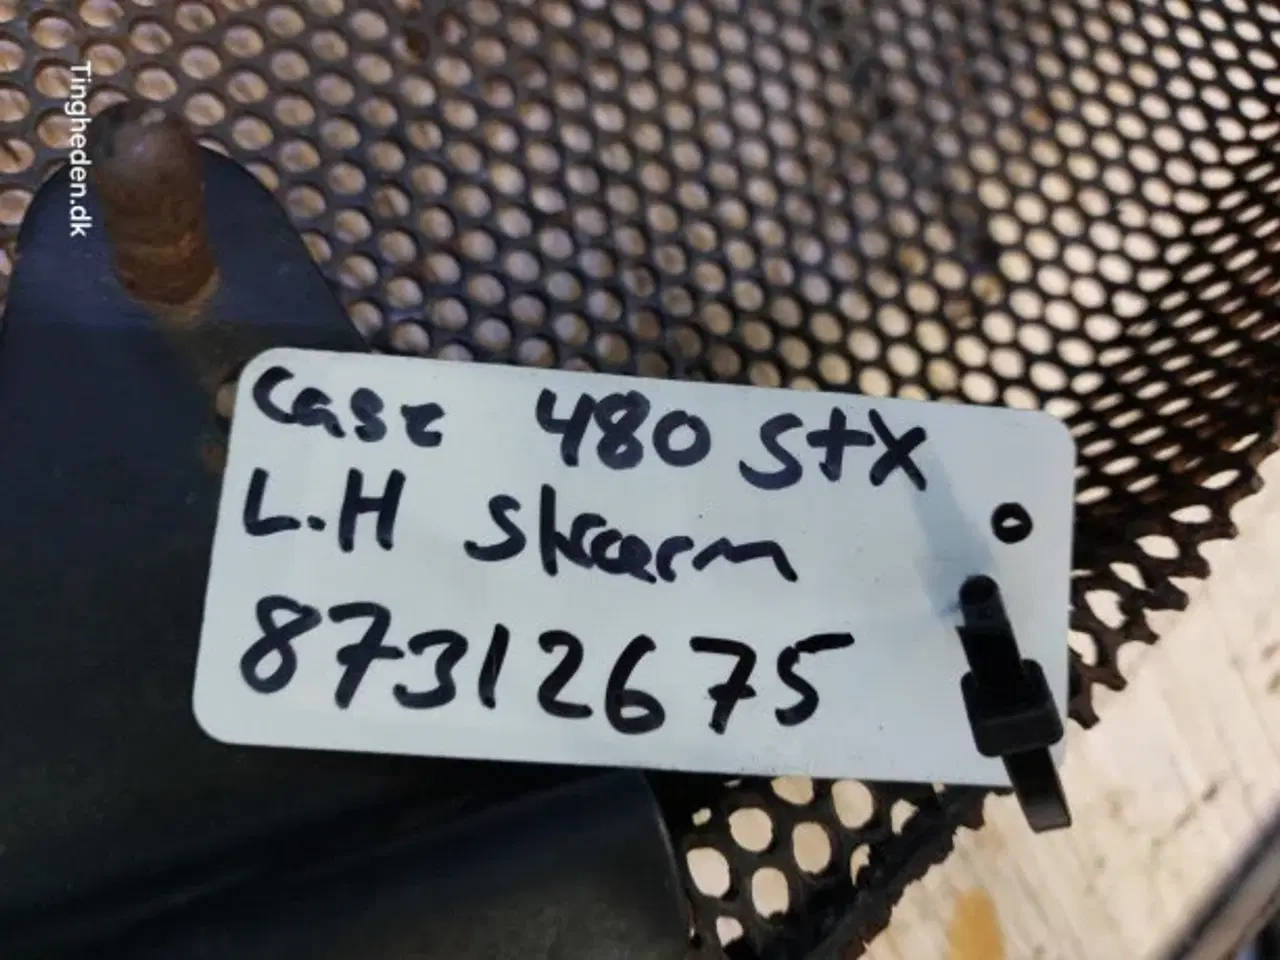 Tingheden.dk
Case 480 STX
L.H Skærm
87312675